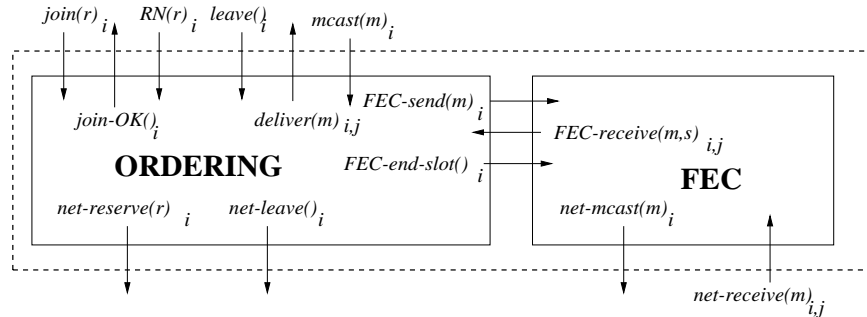 join(r)i RN(r)i leave()i mcast(m)i
join-OK()i deliver(m)i,j FEC-send(m)i
FEC-receive(m,s)i,j
ORDERING FEC-end-slot()i FEC
net-reserve(r)i net-leave()i net-mcast(m)i
net-receive(m)i,j